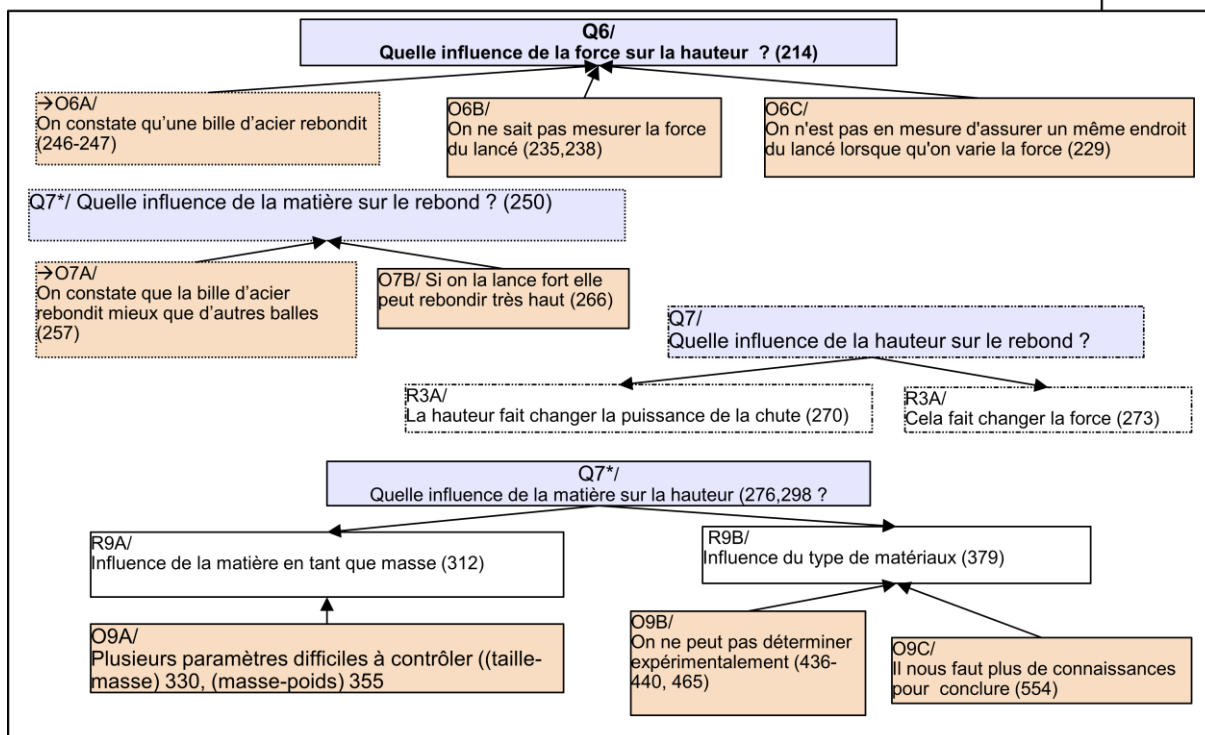 Q6/
Quelle influence de la force sur la hauteur ? (214)
→O6A/
On constate qu'une bille d'acier rebondit
(246-247)
O6B/
On ne sait pas mesurer la force
du lancé (235,238)
O6C/
On n'est pas en mesure d'assurer un même endroit
du lancé lorsque qu'on varie la force (229)
Q7*/ Quelle influence de la matière sur le rebond ? (250)
→O7A/
On constate que la bille d'acier
rebondit mieux que d'autres balles
(257)
O7B/ Si on la lance fort elle
peut rebondir très haut (266)
Q7/
Quelle influence de la hauteur sur le rebond ?
R3A/
La hauteur fait changer la puissance de la chute (270)
R3A/
Cela fait changer la force (273)
Q7*/
Quelle influence de la matière sur la hauteur (276,298 ?
R9A/
Influence de la matière en tant que masse (312)
R9B/
Influence du type de matériaux (379)
O9A/
Plusieurs paramètres difficiles à contrôler ((taille-
masse) 330, (masse-poids) 355
O9B/
On ne peut pas déterminer
expérimentalement (436-
440, 465)
O9C/
Il nous faut plus de connaissances
pour conclure (554)